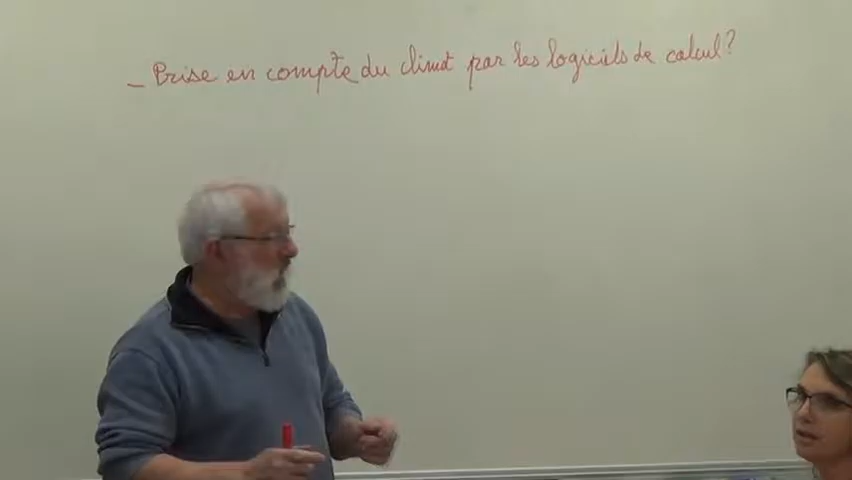 - Prise en compte du climat par les logiciels de calcul ?